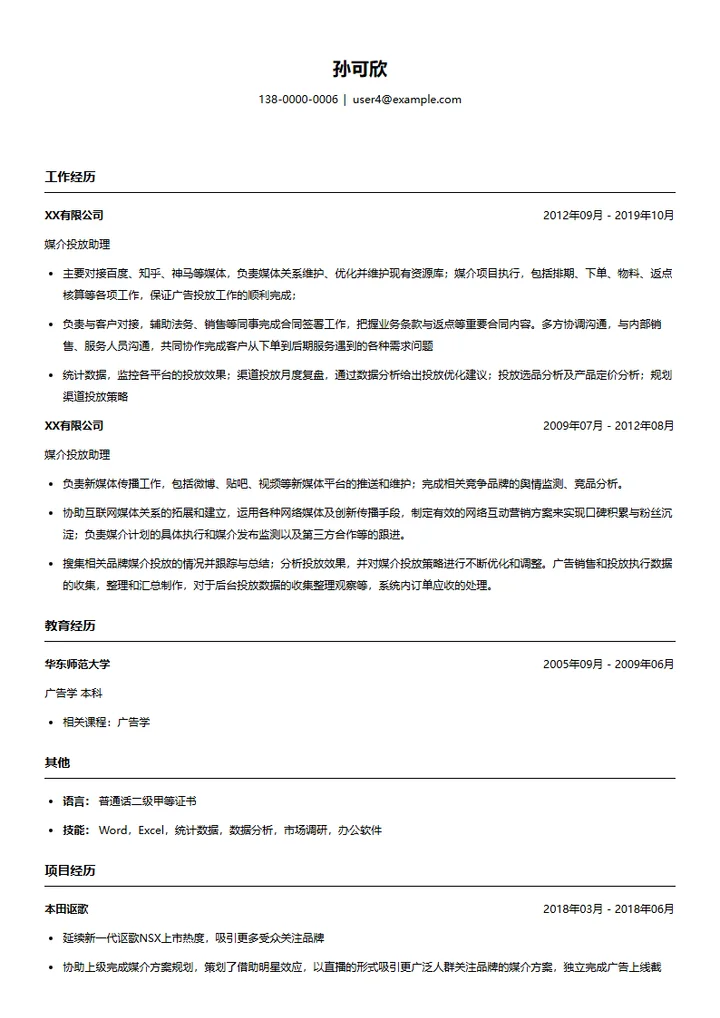 孙可欣
138-0000-0006 | user4@example.com
工作经历
XX有限公司 2012年09月 - 2019年10月
媒介投放助理
• 主要对接百度、知乎、神马等媒体，负责媒体关系维护、优化并维护现有资源库；媒介项目执行，包括排期、下单、物料、返点
核算等各项工作，保证广告投放工作的顺利完成；
• 负责与客户对接，辅助法务、销售等同事完成合同签署工作，把握业务条款与返点等重要合同内容。多方协调沟通，与内部销
售、服务人员沟通，共同协作完成客户从下单到后期服务遇到的各种需求问题
• 统计数据，监控各平台的投放效果；渠道投放月度复盘，通过数据分析给出投放优化建议；投放选品分析及产品定价分析；规划
渠道投放策略
XX有限公司 2009年07月 - 2012年08月
媒介投放助理
• 负责新媒体传播工作，包括微博、贴吧、视频等新媒体平台的推送和维护；完成相关竞争品牌的舆情监测、竞品分析。
• 协助互联网媒体关系的拓展和建立，运用各种网络媒体及创新传播手段，制定有效的网络互动营销方案来实现口碑积累与粉丝沉
淀；负责媒介计划的具体执行和媒介发布监测以及第三方合作等的跟进。
• 搜集相关品牌媒介投放的情况并跟踪与总结；分析投放效果，并对媒介投放策略进行不断优化和调整。广告销售和投放执行数据
的收集，整理和汇总制作，对于后台投放数据的收集整理观察等，系统内订单应收的处理。
教育经历
华东师范大学 2005年09月 - 2009年06月
广告学 本科
• 相关课程：广告学
其他
• 语言： 普通话二级甲等证书
• 技能： Word，Excel，统计数据，数据分析，市场调研，办公软件
项目经历
本田讴歌 2018年03月 - 2018年06月
• 延续新一代讴歌NSX上市热度，吸引更多受众关注品牌
• 协助上级完成媒介方案规划，策划了借助明星效应，以直播的形式吸引更广泛人群关注品牌的媒介方案，独立完成广告上线截